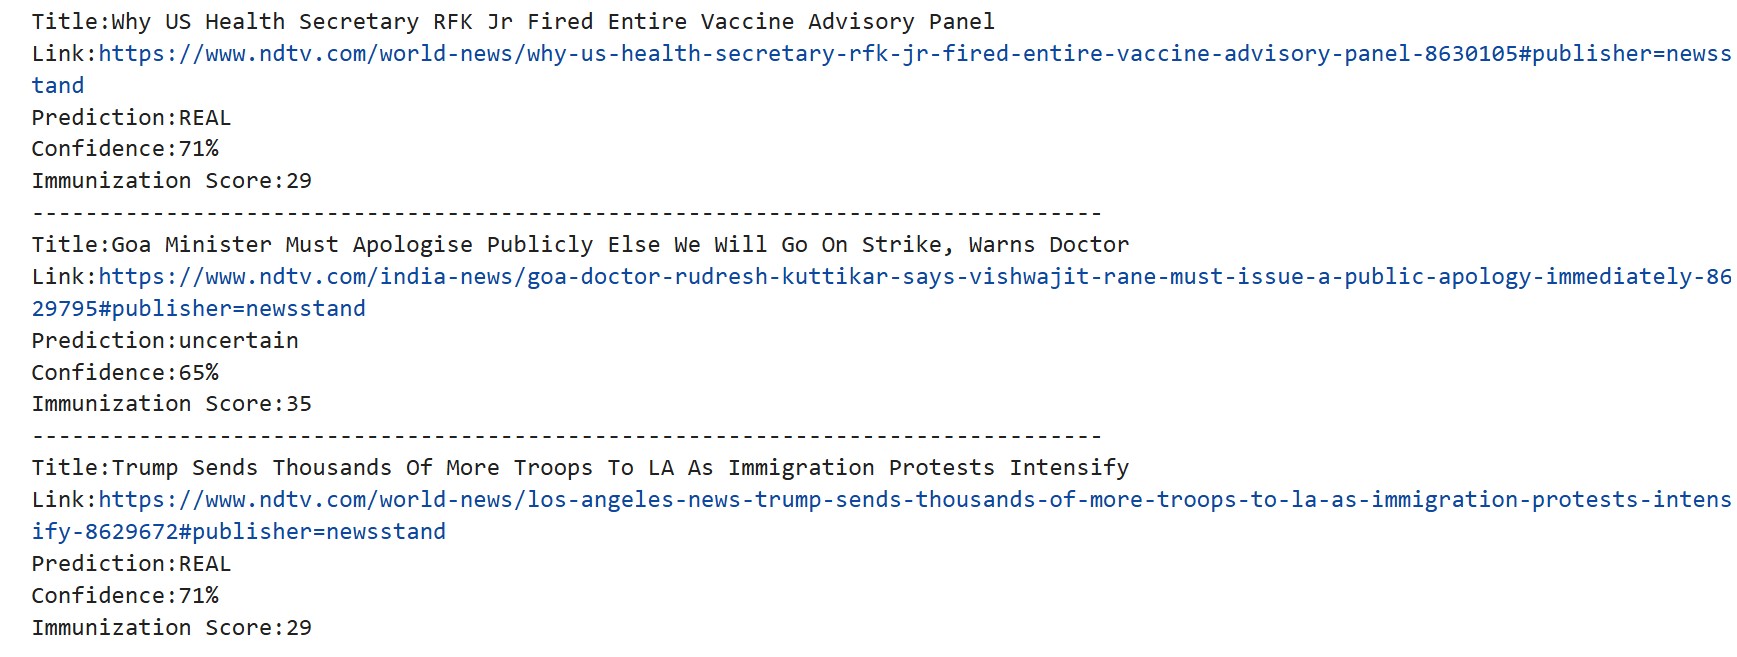 Title:Why US Health Secretary RFK Jr Fired Entire Vaccine Advisory Panel
Link:https://www.ndtv.com/world-news/why-us-health-secretary-rfk-jr-fired-entire-vaccine-advisory-panel-8630105#publisher=newss
tand
Prediction:REAL
Confidence:71%
Immunization Score:29
--------------------------------------------------------------------------------
Title:Goa Minister Must Apologise Publicly Else We Will Go On Strike, Warns Doctor
Link:https://www.ndtv.com/india-news/goa-doctor-rudresh-kuttikar-says-vishwajit-rane-must-issue-a-public-apology-immediately-86
29795#publisher=newsstand
Prediction:uncertain
Confidence:65%
Immunization Score:35
--------------------------------------------------------------------------------
Title:Trump Sends Thousands Of More Troops To LA As Immigration Protests Intensify
Link:https://www.ndtv.com/world-news/los-angeles-news-trump-sends-thousands-of-more-troops-to-la-as-immigration-protests-intens
ify-8629672#publisher=newsstand
Prediction:REAL
Confidence:71%
Immunization Score:29